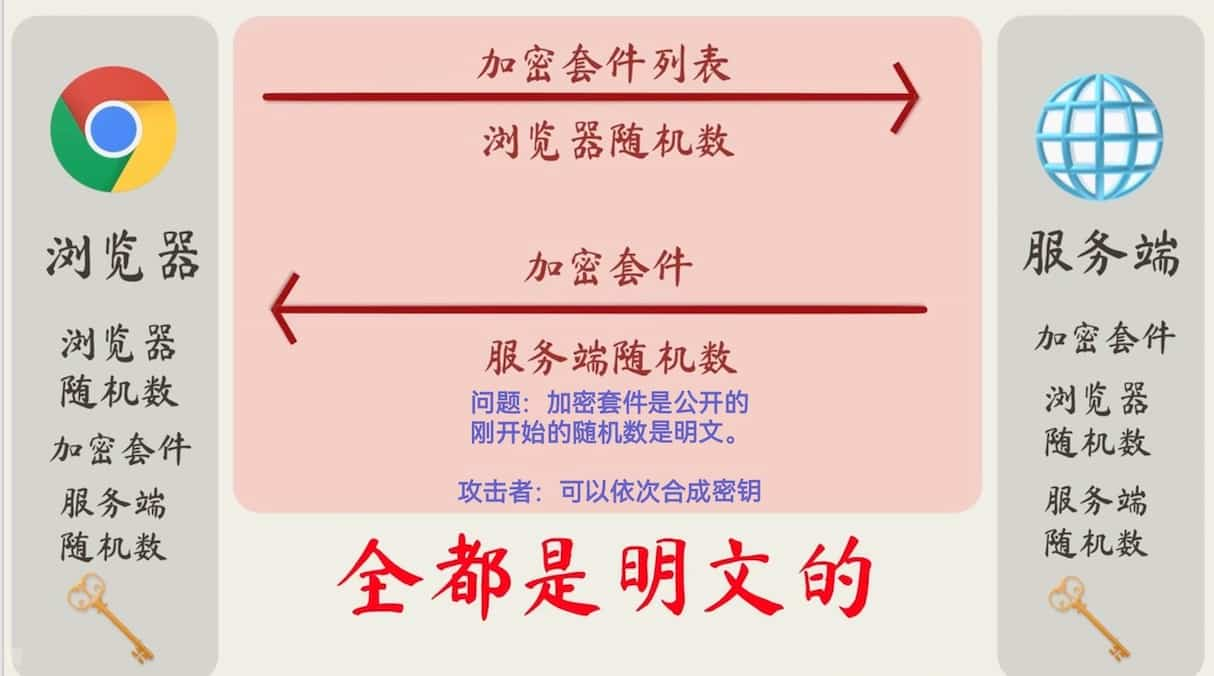 加密套件列表
浏览器随机数
加密套件
服务端随机数
问题：加密套件是公开的
刚开始的随机数是明文。
攻击者：可以依次合成密钥
全都是明文的
浏览器
浏览器
随机数
加密套件
服务端
随机数
服务端
加密套件
浏览器
随机数
服务端
随机数